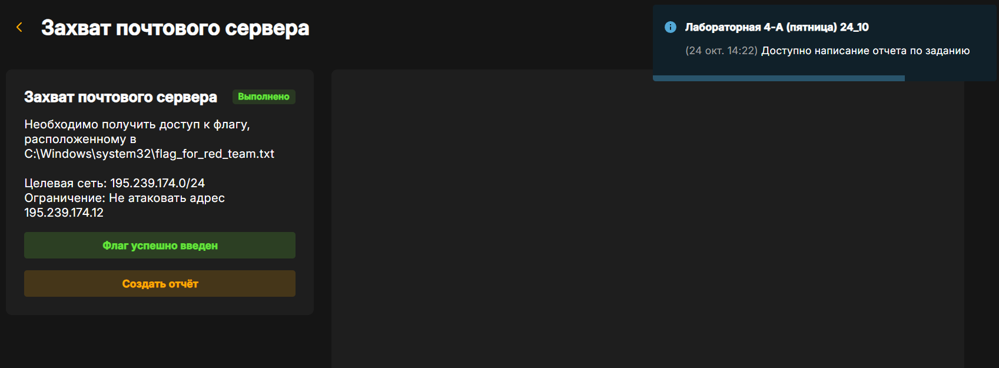 Захват почтового сервера
Лабораторная 4-А (пятница) 24_10
(24 окт. 14:22) Доступно написание отчета по заданию
Захват почтового сервера
Выполнено
Необходимо получить доступ к флагу,
расположенному в
C:\Windows\system32\flag_for_red_team.txt
Целевая сеть: 195.239.174.0/24
Ограничение: Не атаковать адрес
195.239.174.12
Флаг успешно введен
Создать отчёт